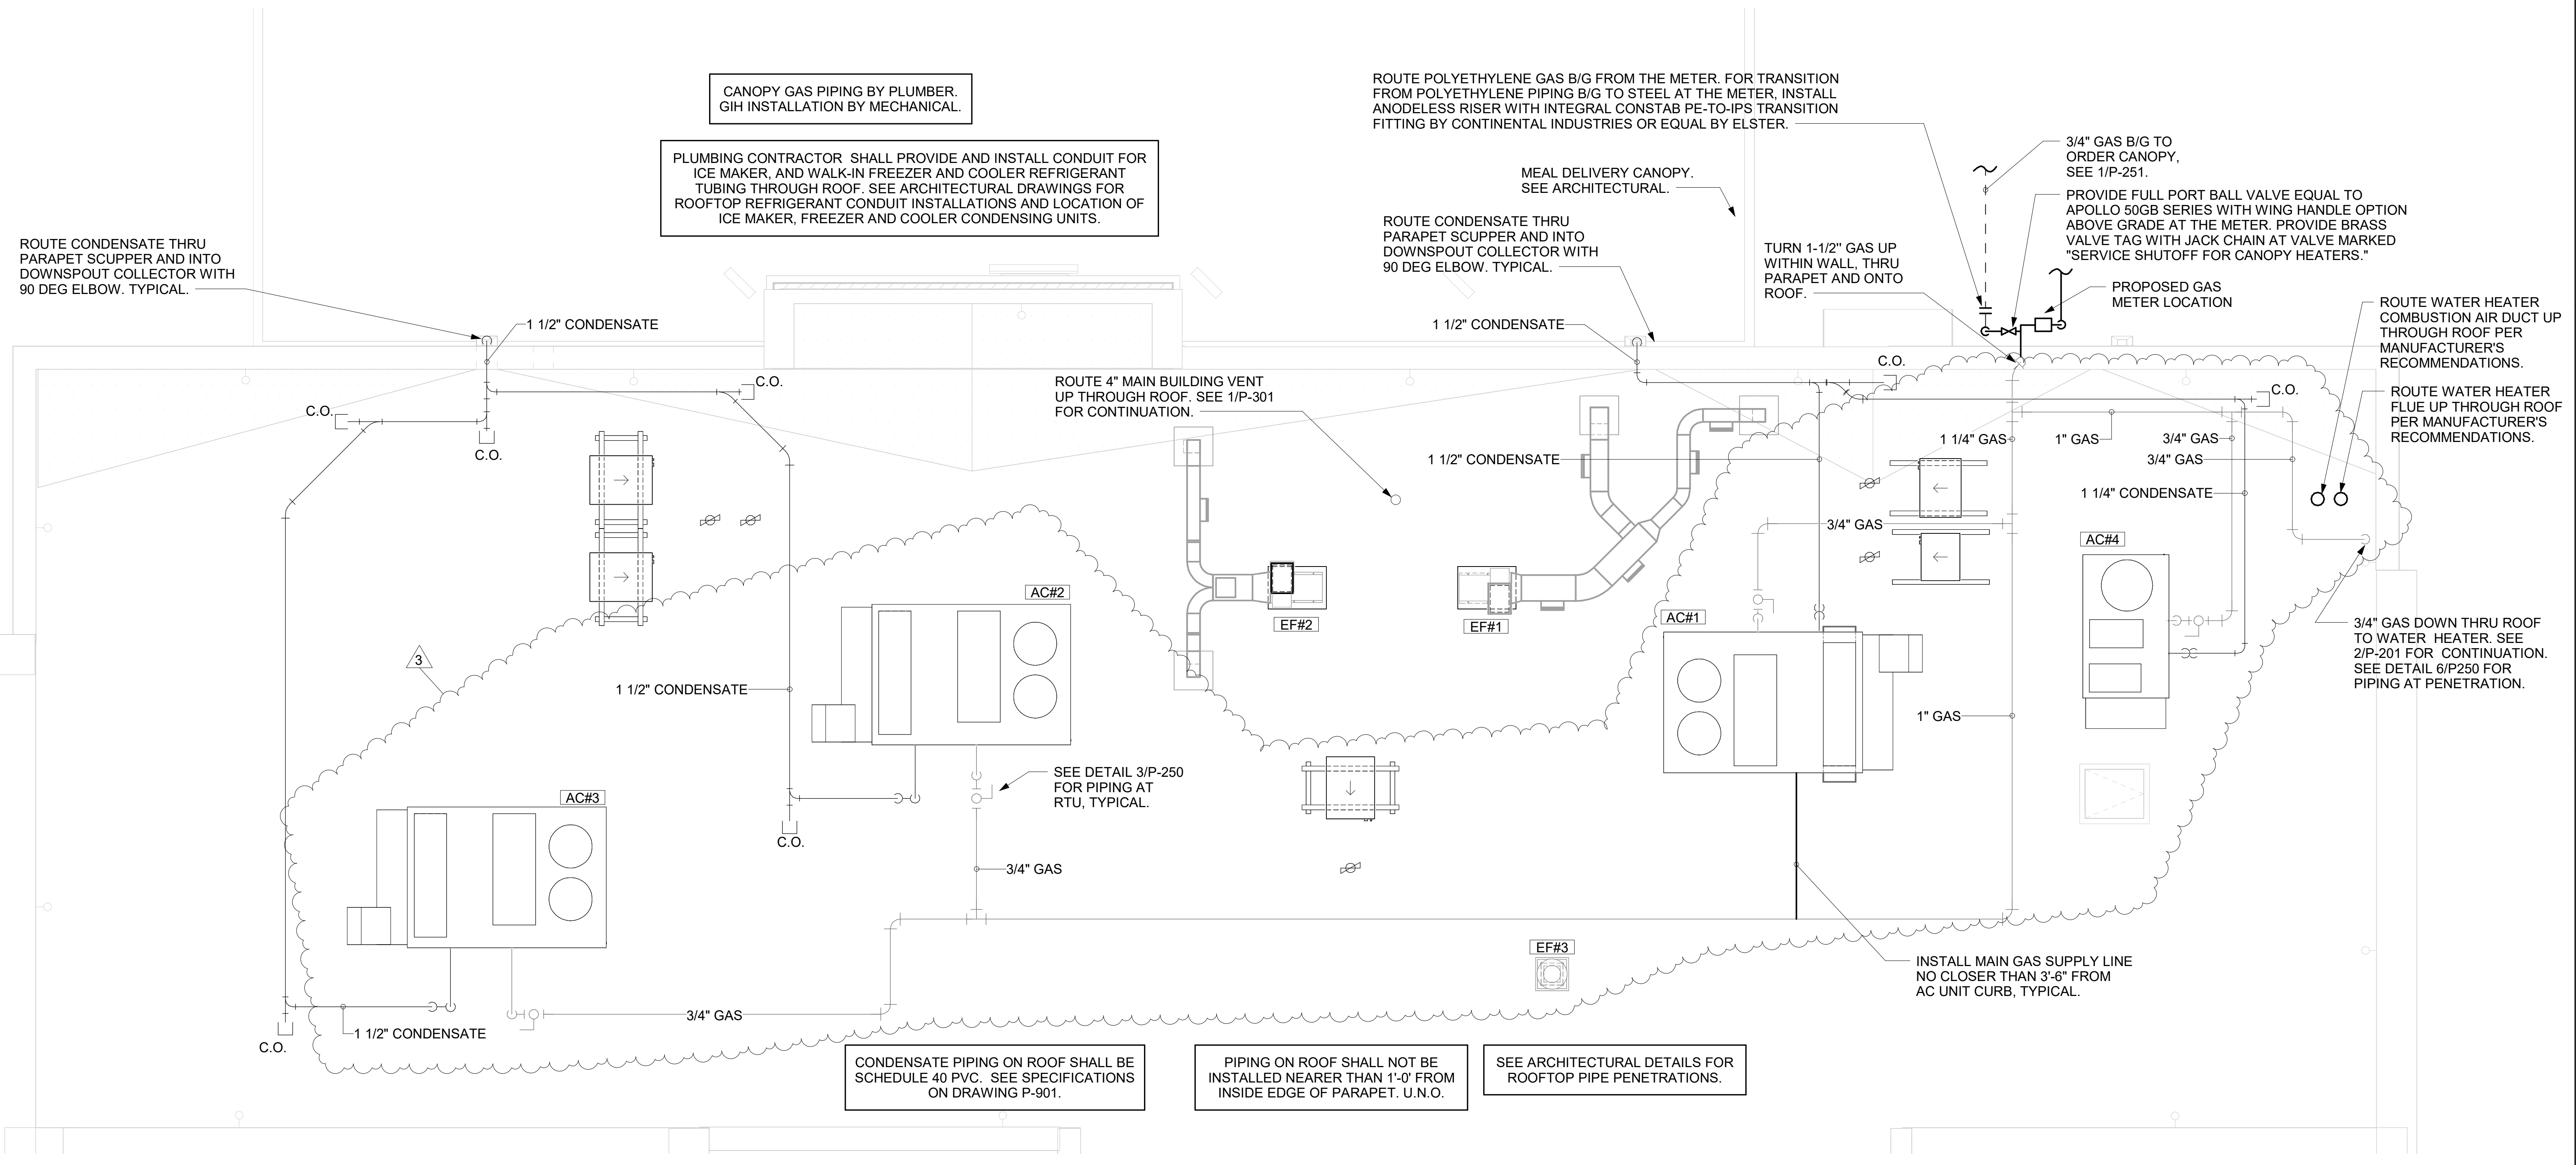 CANOPY GAS PIPING BY PLUMBER.
GIH INSTALLATION BY MECHANICAL.
PLUMBING CONTRACTOR SHALL PROVIDE AND INSTALL CONDUIT FOR
ICE MAKER, AND WALK-IN FREEZER AND COOLER REFRIGERANT
TUBING THROUGH ROOF. SEE ARCHITECTURAL DRAWINGS FOR
ROOFTOP REFRIGERANT CONDUIT INSTALLATIONS AND LOCATION OF
ICE MAKER, FREEZER AND COOLER CONDENSING UNITS.
ROUTE POLYETHYLENE GAS B/G FROM THE METER. FOR TRANSITION
FROM POLYETHYLENE PIPING B/G TO STEEL AT THE METER, INSTALL
ANODELESS RISER WITH INTEGRAL CONSTAB PE-TO-IPS TRANSITION
FITTING BY CONTINENTAL INDUSTRIES OR EQUAL BY ELSTER.
3/4" GAS B/G TO
ORDER CANOPY,
SEE 1/P-251.
MEAL DELIVERY CANOPY.
SEE ARCHITECTURAL.
PROVIDE FULL PORT BALL VALVE EQUAL TO
APOLLO 50GB SERIES WITH WING HANDLE OPTION
ABOVE GRADE AT THE METER. PROVIDE BRASS
VALVE TAG WITH JACK CHAIN AT VALVE MARKED
"SERVICE SHUTOFF FOR CANOPY HEATERS."
ROUTE CONDENSATE THRU
PARAPET SCUPPER AND INTO
DOWNSPOUT COLLECTOR WITH
90 DEG ELBOW. TYPICAL.
ROUTE CONDENSATE THRU
PARAPET SCUPPER AND INTO
DOWNSPOUT COLLECTOR WITH
90 DEG ELBOW. TYPICAL.
TURN 1-1/2" GAS UP
WITHIN WALL, THRU
PARAPET AND ONTO
ROOF.
PROPOSED GAS
METER LOCATION
ROUTE WATER HEATER
COMBUSTION AIR DUCT UP
THROUGH ROOF PER
MANUFACTURER'S
RECOMMENDATIONS.
1 1/2" CONDENSATE
1 1/2" CONDENSATE
C.O.
C.O.
C.O.
C.O.
C.O.
ROUTE 4" MAIN BUILDING VENT
UP THROUGH ROOF. SEE 1/P-301
FOR CONTINUATION.
ROUTE WATER HEATER
FLUE UP THROUGH ROOF
PER MANUFACTURER'S
RECOMMENDATIONS.
1 1/4" GAS
1" GAS
3/4" GAS
3/4" GAS
1 1/2" CONDENSATE
1 1/4" CONDENSATE
3/4" GAS
AC#4
AC#2
EF#2
EF#1
AC#1
3/4" GAS DOWN THRU ROOF
TO WATER HEATER. SEE
2/P-201 FOR CONTINUATION.
SEE DETAIL 6/P250 FOR
PIPING AT PENETRATION.
3
1 1/2" CONDENSATE
1" GAS
SEE DETAIL 3/P-250
FOR PIPING AT
RTU, TYPICAL.
AC#3
C.O.
3/4" GAS
EF#3
INSTALL MAIN GAS SUPPLY LINE
NO CLOSER THAN 3'-6" FROM
AC UNIT CURB, TYPICAL.
3/4" GAS
1 1/2" CONDENSATE
C.O.
CONDENSATE PIPING ON ROOF SHALL BE
SCHEDULE 40 PVC. SEE SPECIFICATIONS
ON DRAWING P-901.
PIPING ON ROOF SHALL NOT BE
INSTALLED NEARER THAN 1'-0' FROM
INSIDE EDGE OF PARAPET. U.N.O.
SEE ARCHITECTURAL DETAILS FOR
ROOFTOP PIPE PENETRATIONS.